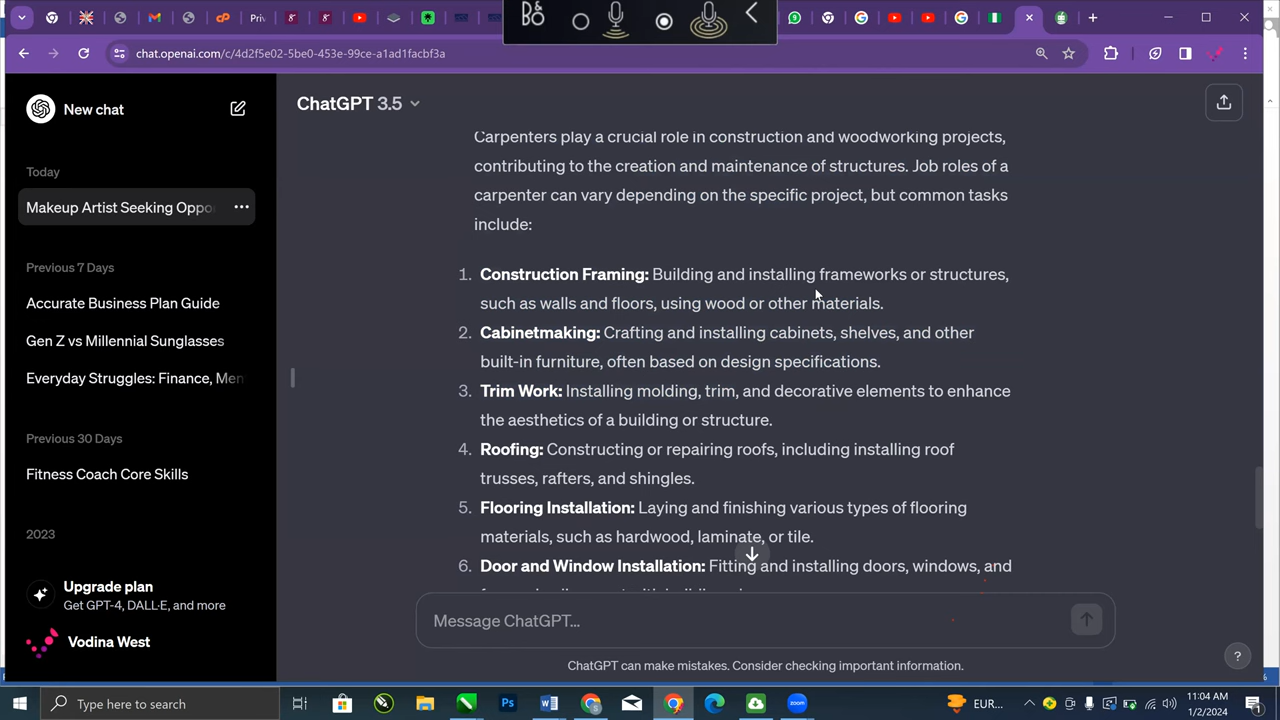 B&O
Priv
chat.openai.com/c/4d2f5e02-5be0-453e-99ce-a1ad1facbf3a
New chat
Today
Makeup Artist Seeking Oppo
Previous 7 Days
Accurate Business Plan Guide
Gen Z vs Millennial Sunglasses
Everyday Struggles: Finance, Men
Previous 30 Days
Fitness Coach Core Skills
2023
Upgrade plan
Get GPT-4, DALL·E, and more
Vodina West
ChatGPT 3.5
Carpenters play a crucial role in construction and woodworking projects,
contributing to the creation and maintenance of structures. Job roles of a
carpenter can vary depending on the specific project, but common tasks
include:
1. Construction Framing: Building and installing frameworks or structures,
such as walls and floors, using wood or other materials.
2. Cabinetmaking: Crafting and installing cabinets, shelves, and other
built-in furniture, often based on design specifications.
3. Trim Work: Installing molding, trim, and decorative elements to enhance
the aesthetics of a building or structure.
4. Roofing: Constructing or repairing roofs, including installing roof
trusses, rafters, and shingles.
5. Flooring Installation: Laying and finishing various types of flooring
materials, such as hardwood, laminate, or tile.
6. Door and Window Installation: Fitting and installing doors, windows, and
Message ChatGPT...
ChatGPT can make mistakes. Consider checking important information.
?
Type here to search
EUR...
11:04 AM
1/2/2024